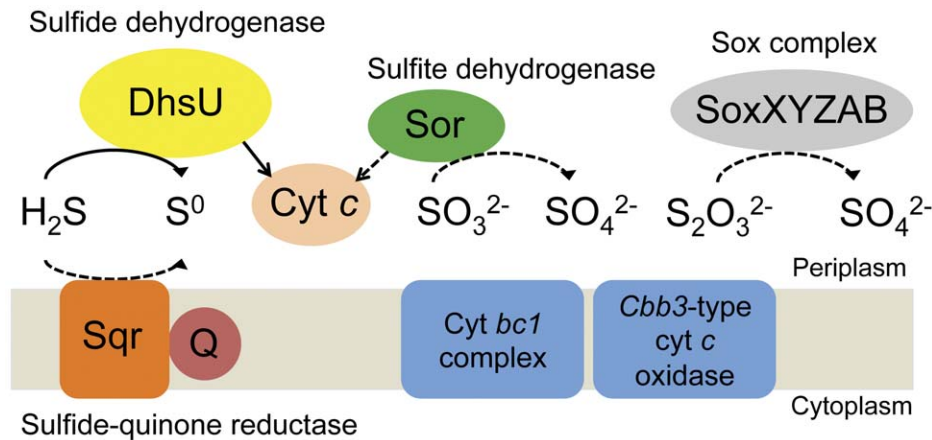 Sulfide dehydrogenase
DhsU
Sulfite dehydrogenase
Sor
Sox complex
SoxXYZAB
H₂S
S⁰
Cyt c
SO₃²⁻
SO₄²⁻
S₂O₃²⁻
SO₄²⁻
Periplasm
Sqr
Q
Cyt bc1
complex
Cbb3-type
cyt c
oxidase
Cytoplasm
Sulfide-quinone reductase